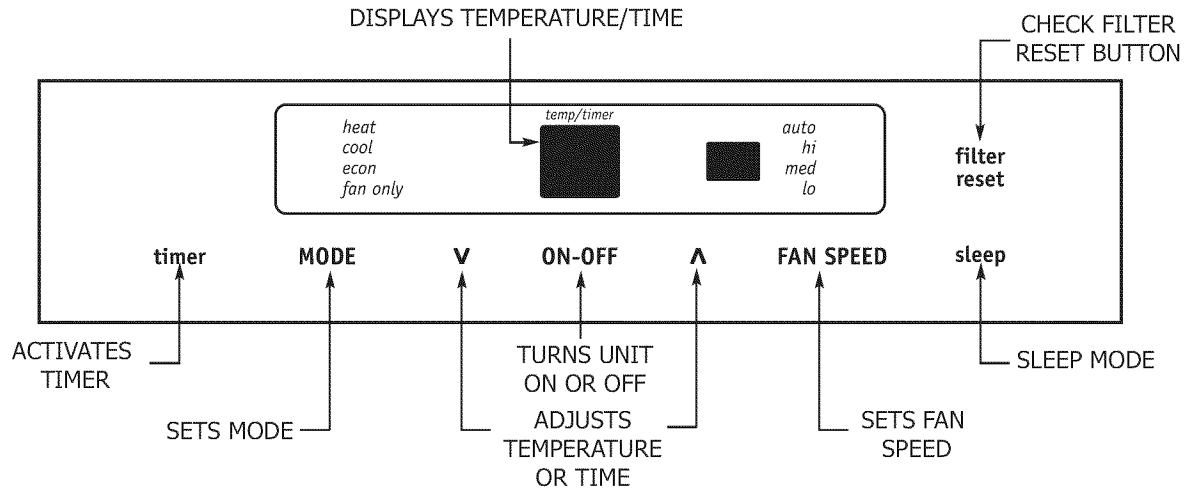 DISPLAYS TEMPERATURE/TIME
CHECK FILTER
RESET BUTTON
temp/timer
heat
cool
econ
fan only
auto
hi
med
lo
filter
reset
timer
MODE
V
ON-OFF
Λ
FAN SPEED
sleep
ACTIVATES
TIMER
SETS MODE
TURNS UNIT
ON OR OFF
ADJUSTS
TEMPERATURE
OR TIME
SETS FAN
SPEED
SLEEP MODE